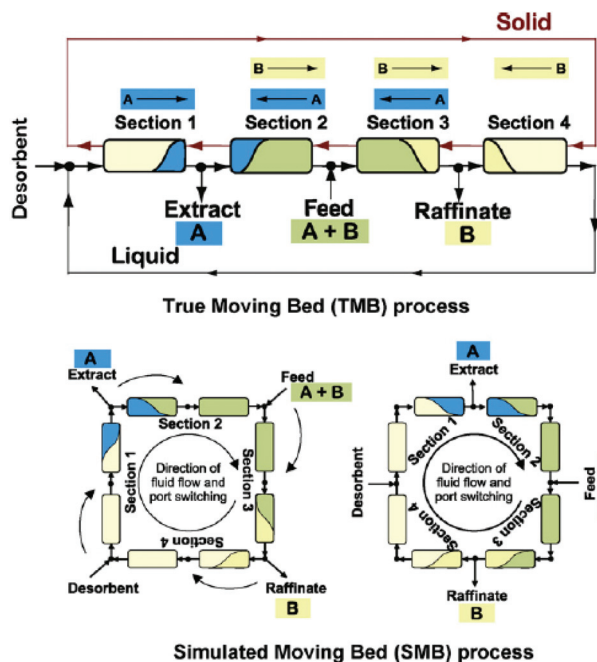 Solid
B B B
A A A
Section 1 Section 2 Section 3 Section 4
Desorbent
Extract Feed Raffinate
A A + B B
Liquid
True Moving Bed (TMB) process
A
Extract
Feed
A + B
Section 2
Section 1
Direction of
fluid flow and
port switching
Section 3
Section 4
Desorbent
Raffinate
B
A
Extract
Section 1
Section 2
Direction of
fluid flow and
port switching
Desorbent
Feed
Section 4
Section 3
Raffinate
B
Simulated Moving Bed (SMB) process